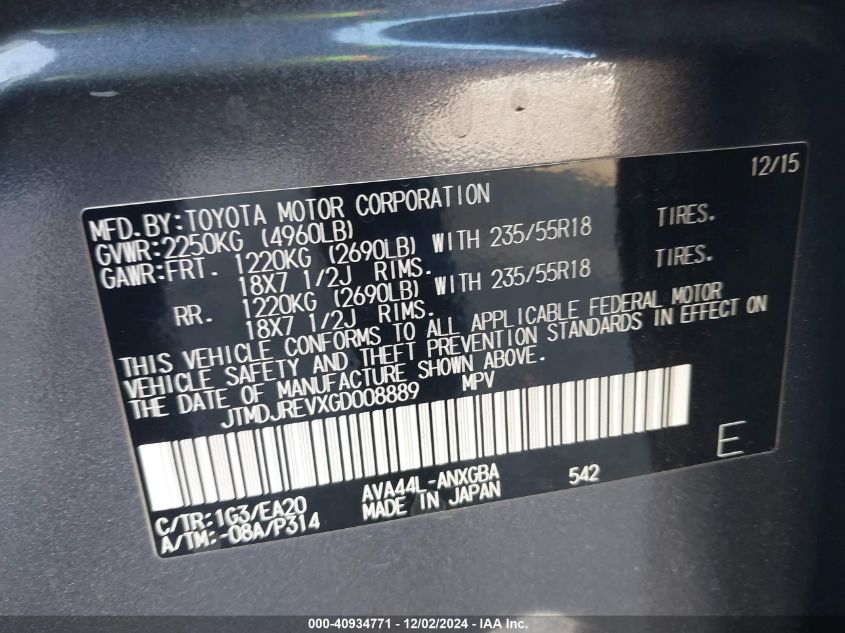 12/15
MFD.BY:TOYOTA MOTOR CORPORATION
GVWR:2250KG (4960LB)
GAWR:FRT. 1220KG (2690LB) WITH 235/55R18 TIRES.
18X7 1/2J RIMS.
RR. 1220KG (2690LB) WITH 235/55R18 TIRES.
18X7 1/2J RIMS.
THIS VEHICLE CONFORMS TO ALL APPLICABLE FEDERAL MOTOR
VEHICLE SAFETY AND THEFT PREVENTION STANDARDS IN EFFECT ON
THE DATE OF MANUFACTURE SHOWN ABOVE.
JTMDJREVXGD008889 MPV
E
AVA44L-ANXGBA 542
C/TR:1G3/EA20 MADE IN JAPAN
A/TM:-08A/P314
000-40934771 - 12/02/2024 - IAA Inc.